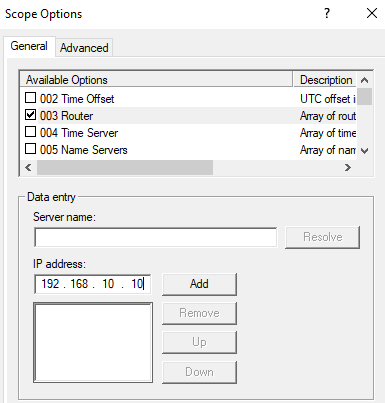 Scope Options ? ×
General Advanced
Available Options Description
002 Time Offset UTC offset i
003 Router Array of rout
004 Time Server Array of time
005 Name Servers Array of nam
Data entry
Server name:
Resolve
IP address:
192 . 168 . 10 . 10 Add
Remove
Up
Down